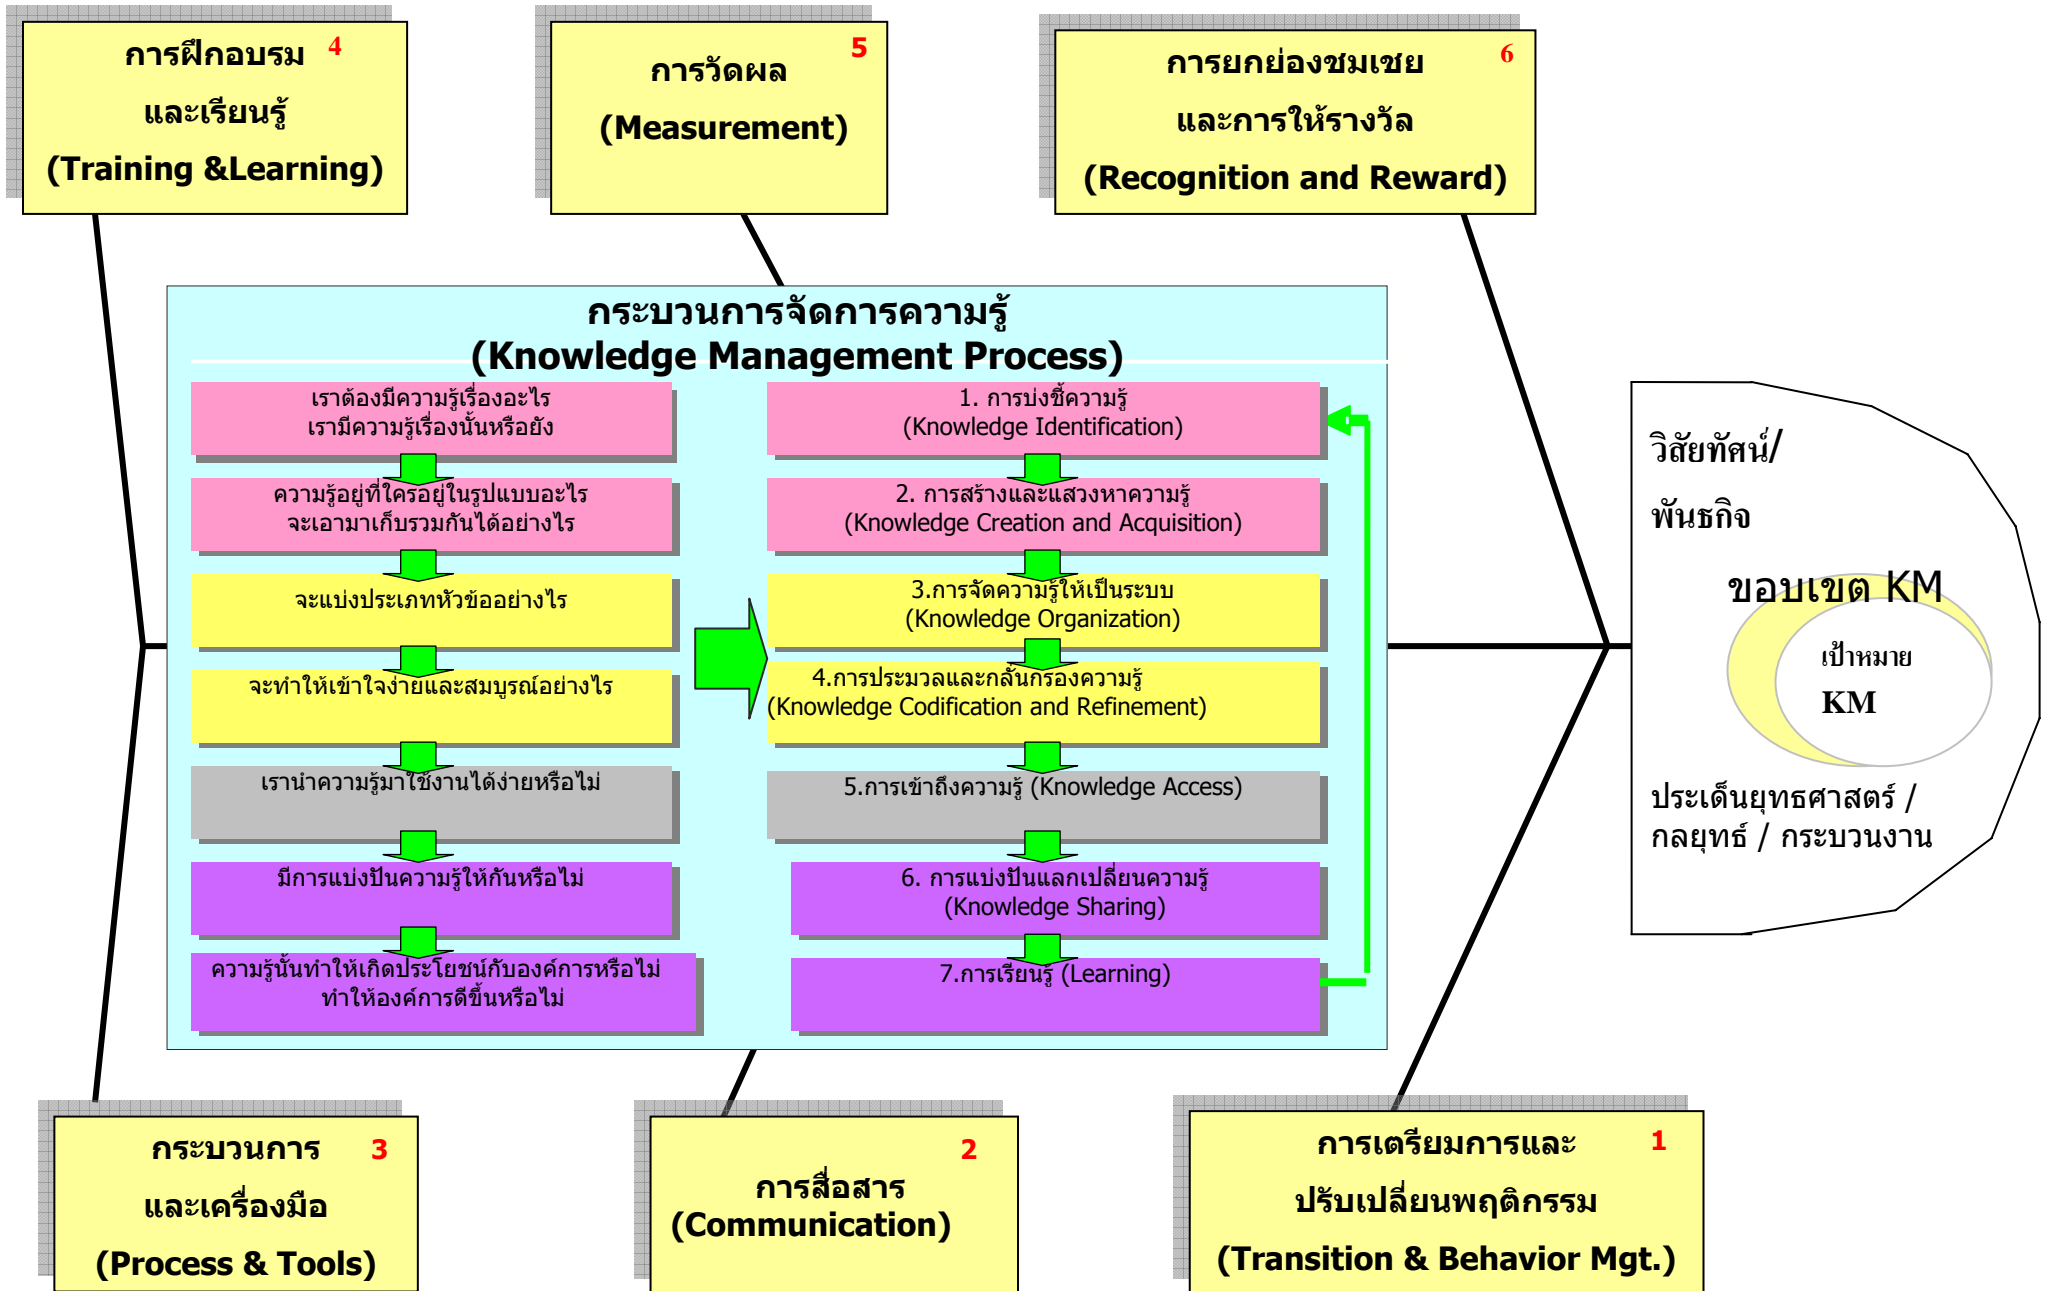 การฝึกอบรม 4
และเรียนรู้
(Training &Learning)
การวัดผล 5
(Measurement)
การยกย่องชมเชย 6
และการให้รางวัล
(Recognition and Reward)
กระบวนการจัดการความรู้
(Knowledge Management Process)
เราต้องมีความรู้เรื่องอะไร
เรามีความรู้เรื่องนั้นหรือยัง
ความรู้อยู่ที่ใครอยู่ในรูปแบบอะไร
จะเอามาเก็บรวมกันได้อย่างไร
จะแบ่งประเภทหัวข้ออย่างไร
จะทำให้เข้าใจง่ายและสมบูรณ์อย่างไร
เรานำความรู้มาใช้งานได้ง่ายหรือไม่
มีการแบ่งปันความรู้ให้กันหรือไม่
ความรู้นั้นทำให้เกิดประโยชน์กับองค์การหรือไม่
ทำให้องค์การดีขึ้นหรือไม่
1. การบ่งชี้ความรู้
(Knowledge Identification)
2. การสร้างและแสวงหาความรู้
(Knowledge Creation and Acquisition)
3.การจัดความรู้ให้เป็นระบบ
(Knowledge Organization)
4.การประมวลและกลั่นกรองความรู้
(Knowledge Codification and Refinement)
5.การเข้าถึงความรู้ (Knowledge Access)
6. การแบ่งปันแลกเปลี่ยนความรู้
(Knowledge Sharing)
7.การเรียนรู้ (Learning)
วิสัยทัศน์/
พันธกิจ
ขอบเขต KM
เป้าหมาย
KM
ประเด็นยุทธศาสตร์ /
กลยุทธ์ / กระบวนงาน
กระบวนการ 3
และเครื่องมือ
(Process & Tools)
2
การสื่อสาร
(Communication)
การเตรียมการและ 1
ปรับเปลี่ยนพฤติกรรม
(Transition & Behavior Mgt.)